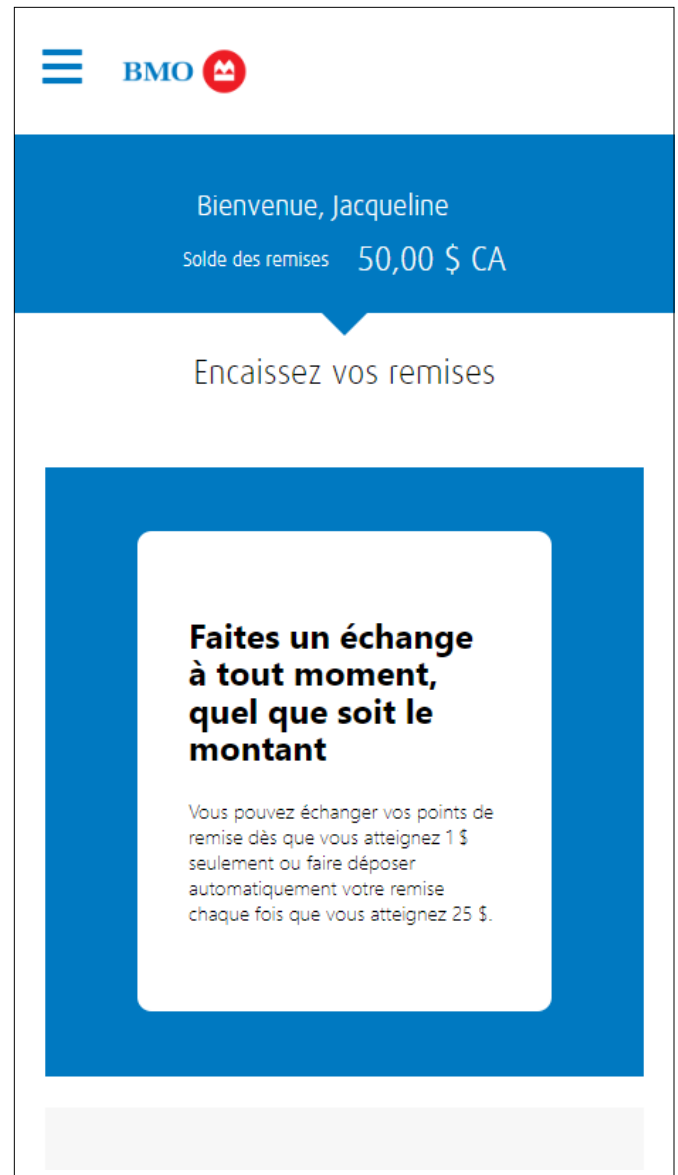 BMO
Bienvenue, Jacqueline
Solde des remises 50,00 $ CA
Encaissez vos remises
Faites un échange
à tout moment,
quel que soit le
montant
Vous pouvez échanger vos points de
remise dès que vous atteignez 1 $
seulement ou faire déposer
automatiquement votre remise
chaque fois que vous atteignez 25 $.